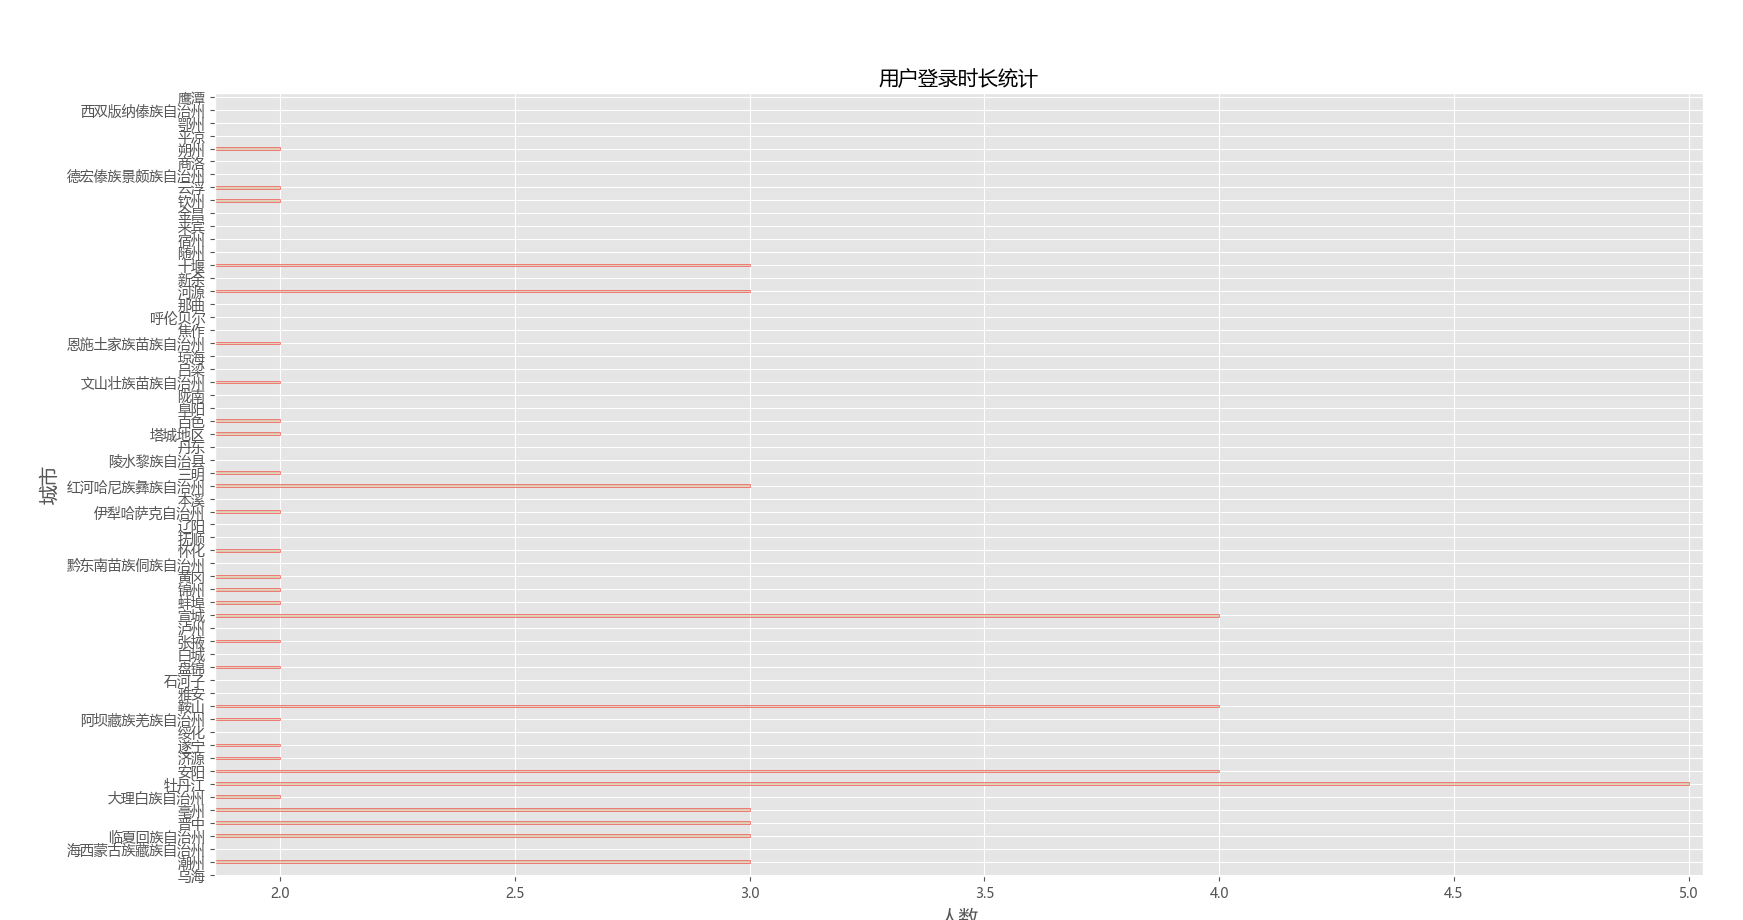 用户登录时长统计
鹰潭
西双版纳傣族自治州
鄂州
平凉
朔州
商洛
德宏傣族景颇族自治州
云浮
钦州
金昌
来宾
宿州
随州
十堰
新余
河源
那曲
呼伦贝尔
焦作
恩施土家族苗族自治州
琼海
吕梁
文山壮族苗族自治州
陇南
阜阳
百色
塔城地区
丹东
陵水黎族自治县
三明
红河哈尼族彝族自治州
本溪
伊犁哈萨克自治州
辽阳
抚顺
怀化
黔东南苗族侗族自治州
黄冈
锦州
蚌埠
宣城
泸州
张掖
白城
盘锦
石河子
雅安
鞍山
阿坝藏族羌族自治州
绥化
遂宁
济源
安阳
牡丹江
大理白族自治州
亳州
晋中
临夏回族自治州
海西蒙古族藏族自治州
潮州
乌海
城市
2.0 2.5 3.0 3.5 4.0 4.5 5.0
人数